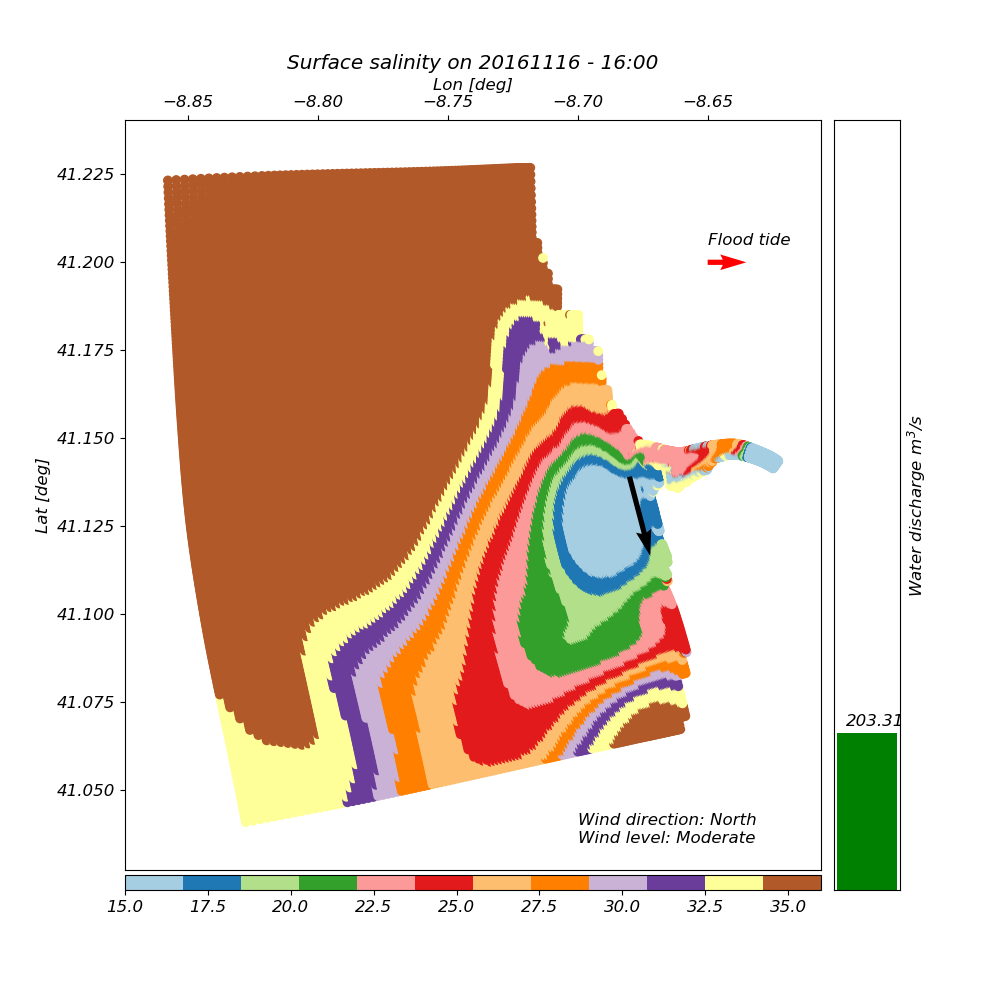 Surface salinity on 20161116 - 16:00
Lon [deg]
−8.85 −8.80 −8.75 −8.70 −8.65
41.225
41.200
41.175
41.150
41.125
41.100
41.075
41.050
Lat [deg]
Flood tide
Wind direction: North
Wind level: Moderate
15.0 17.5 20.0 22.5 25.0 27.5 30.0 32.5 35.0
203.31
Water discharge m³/s